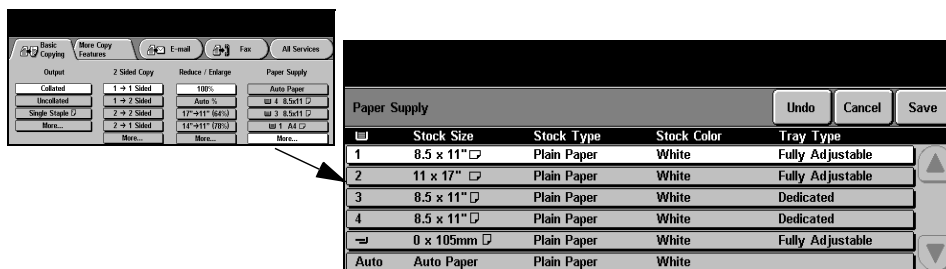 Basic Copying
More Copy Features
E-mail
Fax
All Services
Output 2 Sided Copy Reduce / Enlarge Paper Supply
Collated 1 → 1 Sided 100% Auto Paper
Uncollated 1 → 2 Sided Auto % 4 8.5x11
Single Staple 2 → 2 Sided 17"→11" (64%) 3 8.5x11
More... 2 → 1 Sided 14"→11" (78%) 1 A4
More... More... More...
Paper Supply Undo Cancel Save
Stock Size Stock Type Stock Color Tray Type
1 8.5 x 11" Plain Paper White Fully Adjustable
2 11 x 17" Plain Paper White Fully Adjustable
3 8.5 x 11" Plain Paper White Dedicated
4 8.5 x 11" Plain Paper White Dedicated
0 x 105mm Plain Paper White Fully Adjustable
Auto Auto Paper Plain Paper White